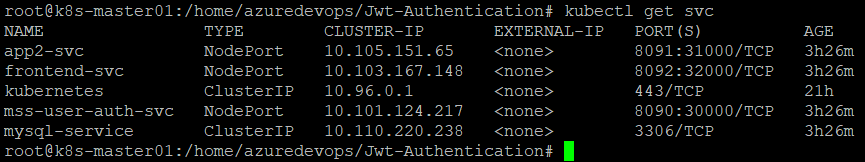 root@k8s-master01:/home/azuredevops/Jwt-Authentication# kubectl get svc
NAME TYPE CLUSTER-IP EXTERNAL-IP PORT(S) AGE
app2-svc NodePort 10.105.151.65 <none> 8091:31000/TCP 3h26m
frontend-svc NodePort 10.103.167.148 <none> 8092:32000/TCP 3h26m
kubernetes ClusterIP 10.96.0.1 <none> 443/TCP 21h
mss-user-auth-svc NodePort 10.101.124.217 <none> 8090:30000/TCP 3h26m
mysql-service ClusterIP 10.110.220.238 <none> 3306/TCP 3h26m
root@k8s-master01:/home/azuredevops/Jwt-Authentication#